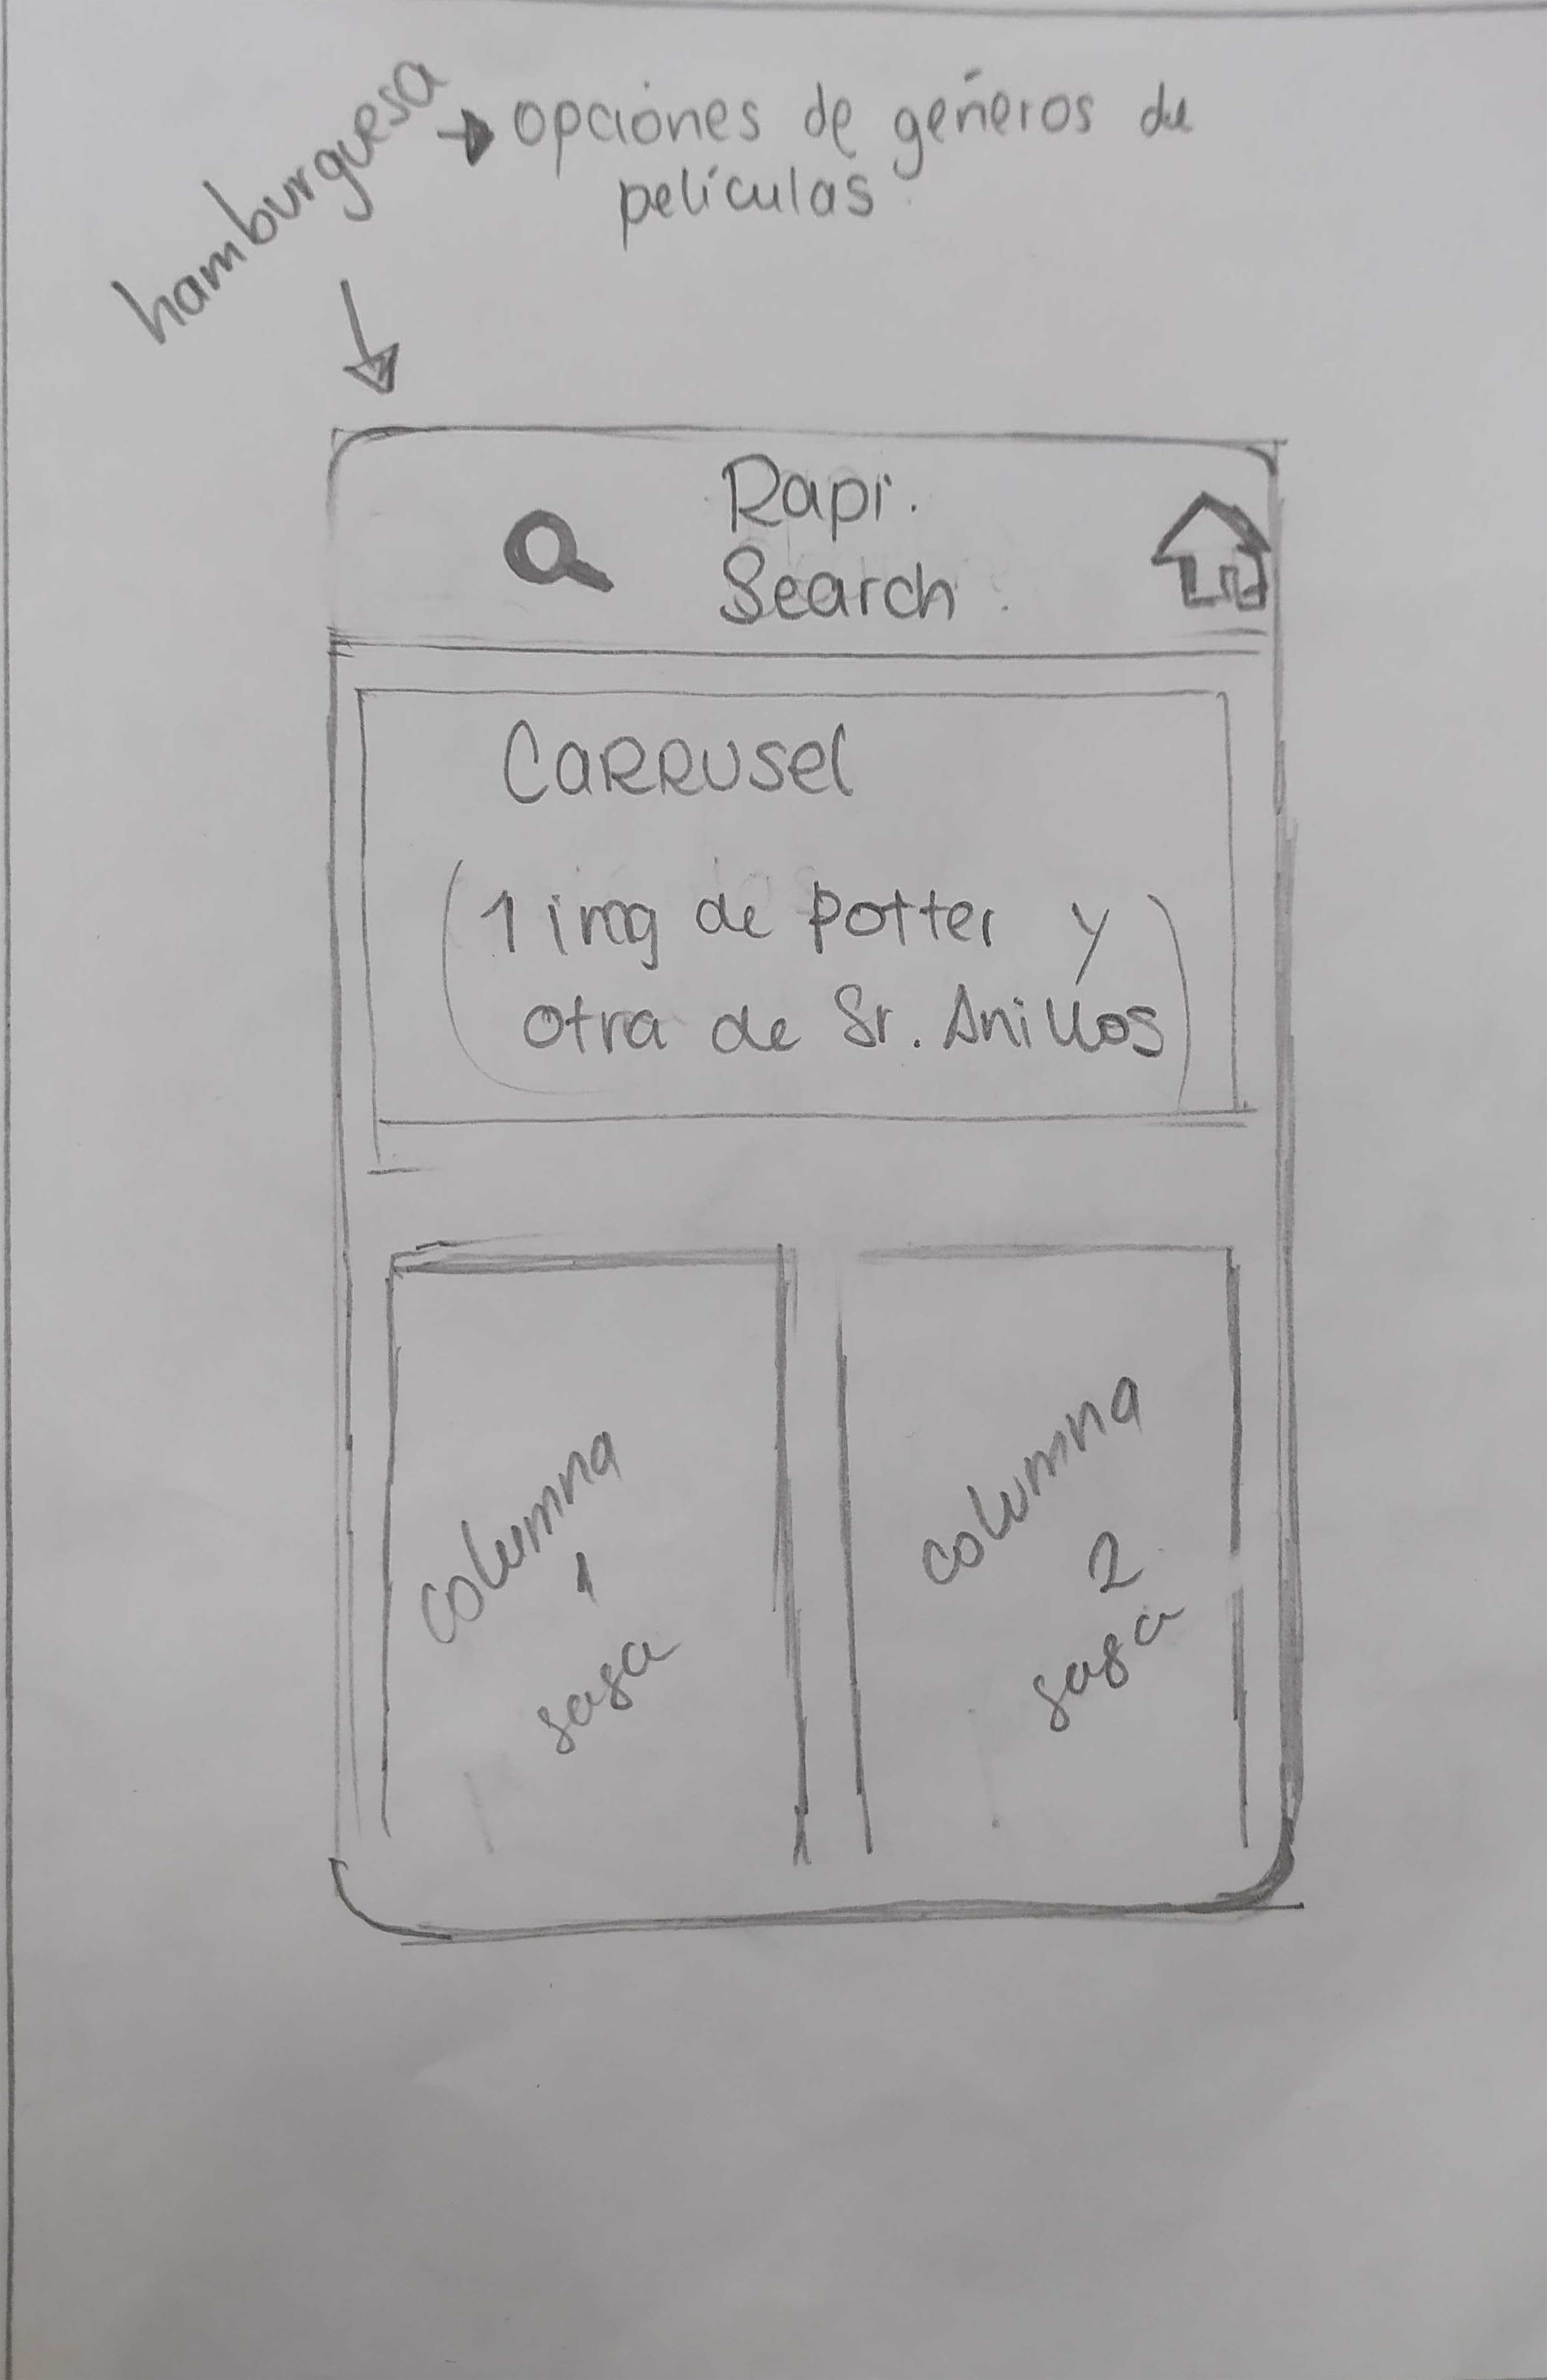 hamburguesa → opciones de géneros de
películas
Rapi.
Search
CARRUsel
(1 img de Potter y
otra de Sr. Anillos)
columna
1
saga
columna
2
saga